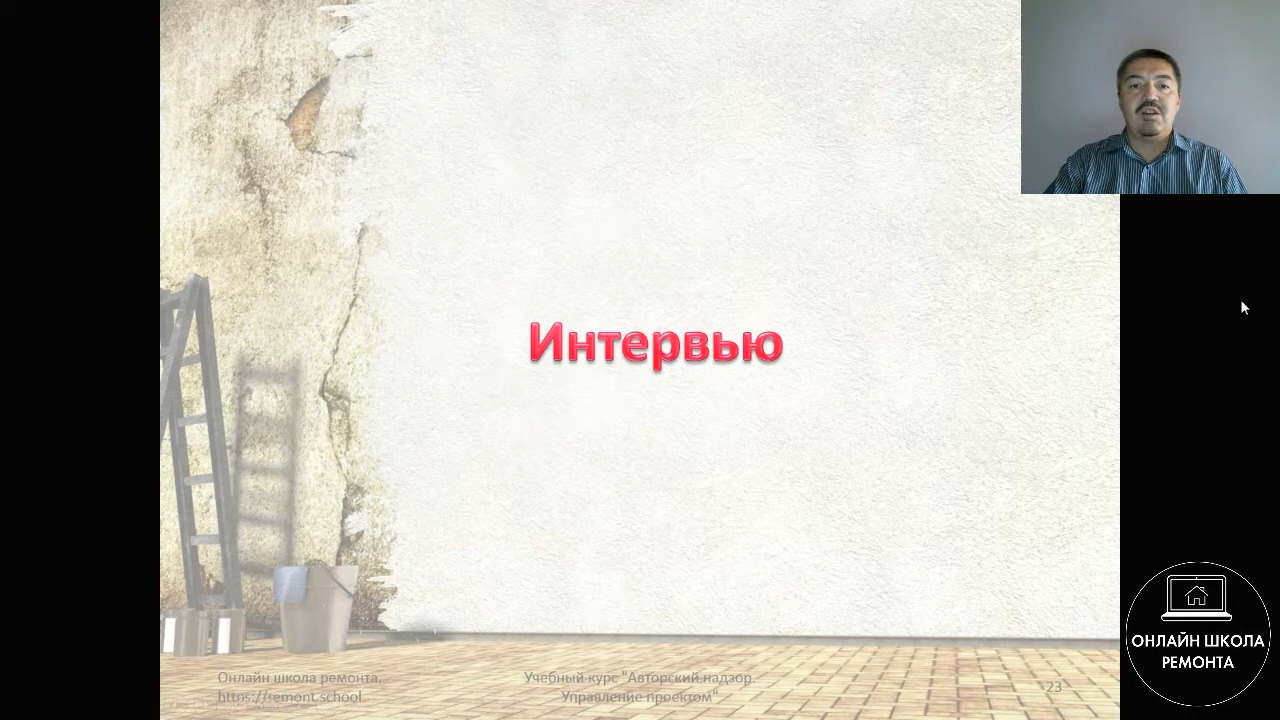 Интервью
Онлайн школа ремонта.
https://remont.school
Учебный курс "Авторский надзор.
Управление проектом"
23
ОНЛАЙН ШКОЛА
РЕМОНТА